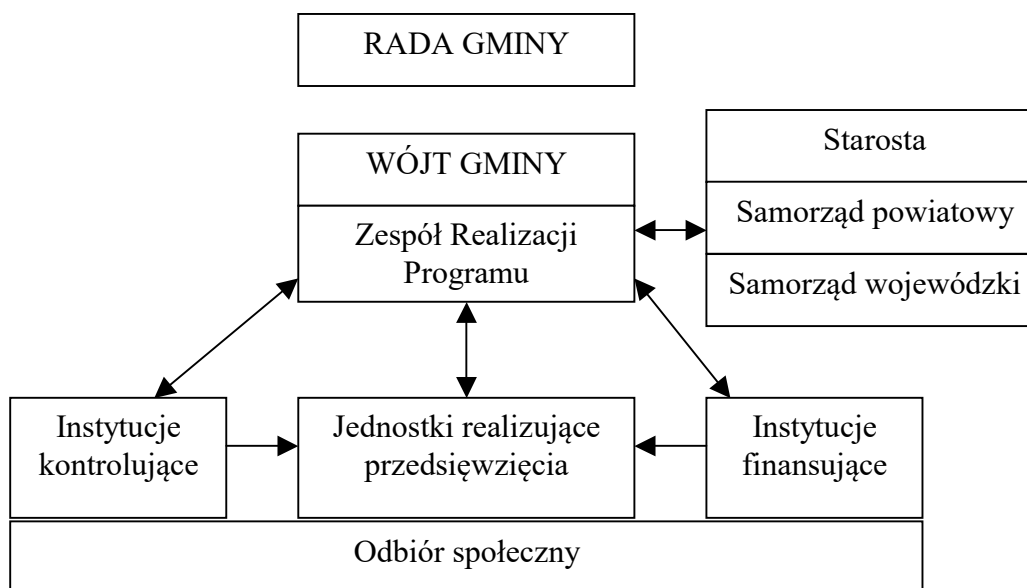 RADA GMINY
WÓJT GMINY
Zespół Realizacji
Programu
Starosta
Samorząd powiatowy
Samorząd wojewódzki
Instytucje
kontrolujące
Jednostki realizujące
przedsięwzięcia
Instytucje
finansujące
Odbiór społeczny